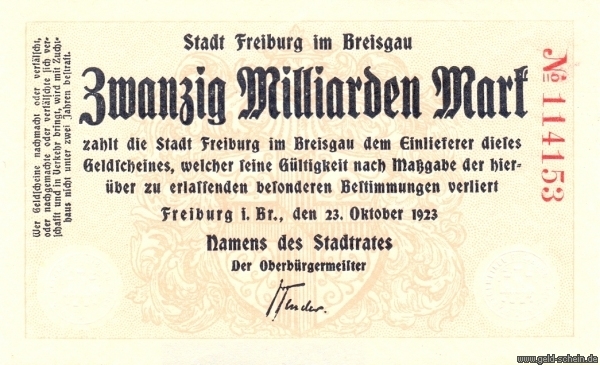 Stadt Freiburg im Breisgau
Zwanzig Milliarden Mark
zahlt die Stadt Freiburg im Breisgau dem Einlieferer dieses
Geldscheines, welcher seine Gültigkeit nach Maßgabe der hier-
über zu erlassenden besonderen Bestimmungen verliert
Freiburg i. Br., den 23. Oktober 1923
Namens des Stadtrates
Der Oberbürgermeister
Wer Geldscheine nachmacht oder verfälscht,
oder nachgemachte oder verfälschte sich ver-
schafft und in Verkehr bringt, wird mit Zucht-
haus nicht unter zwei Jahren bestraft.
No 114153
www.geld-schein.de